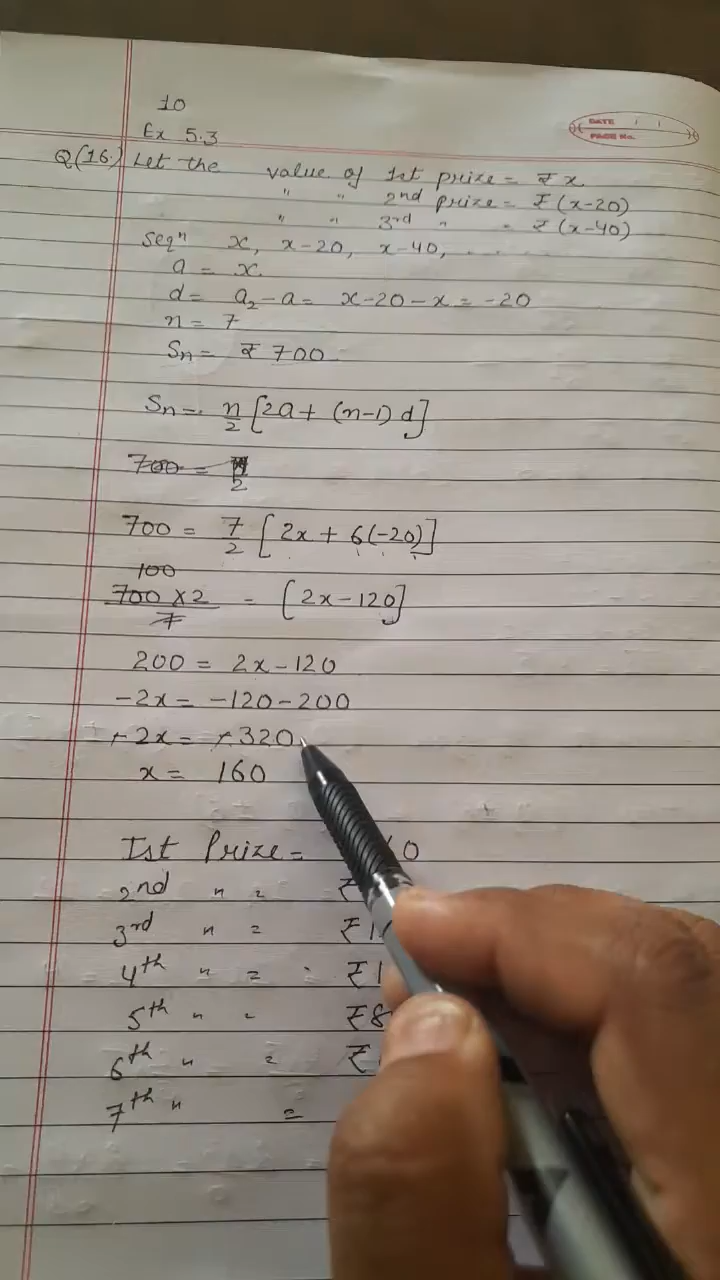 10
Ex 5.3
DATE / /
PAGE No.
Q(16) Let the value of 1st prize = ₹ x
" " 2nd prize = ₹ (x-20)
" " 3rd " = ₹ (x-40)
Seqⁿ x, x-20, x-40, ......
a = x
d = a₂-a = x-20-x = -20
n = 7
Sn = ₹ 700
Sn = n/2 [2a + (n-1) d]
700 = 7/2
700 = 7/2 [2x + 6(-20)]
100
700 × 2 / 7 = [2x-120]
200 = 2x-120
-2x = -120-200
-2x = -320
x = 160
Ist Prize =
2nd " = ₹
3rd " = ₹
4th " = ₹
5th " = ₹8
6th " = ₹
7th " =